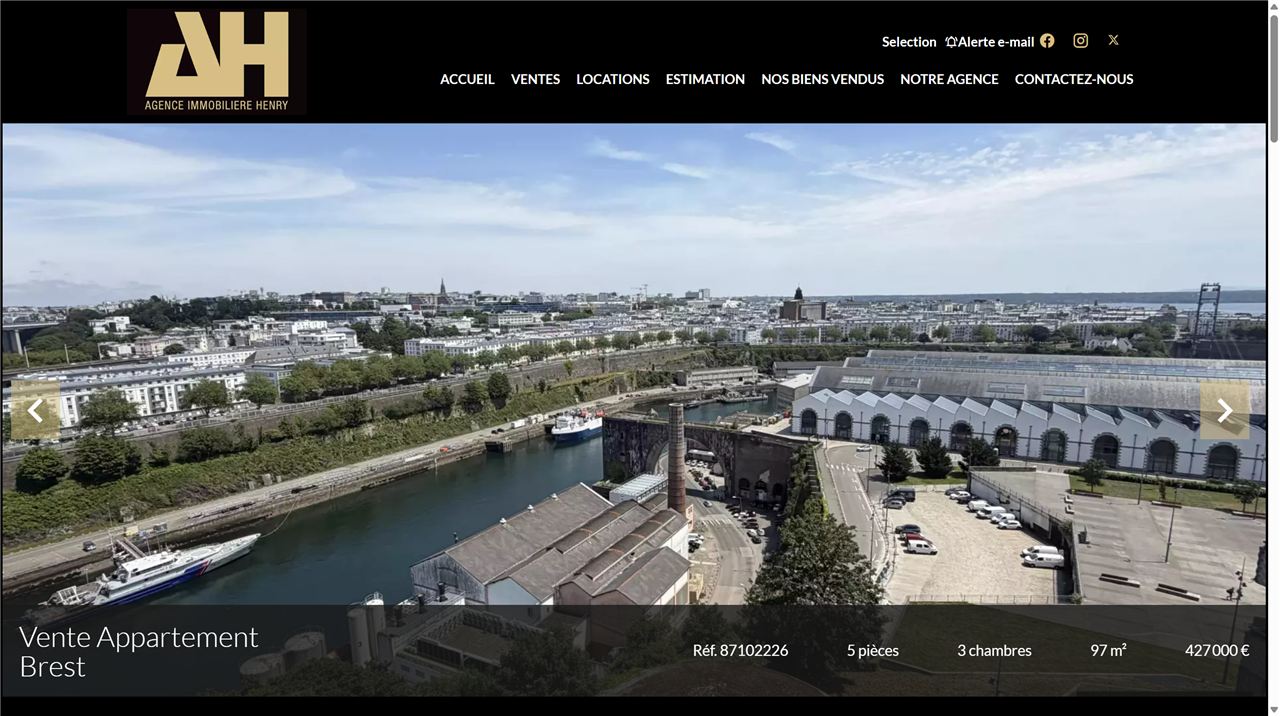 AH
AGENCE IMMOBILIERE HENRY
Selection Alerte e-mail
ACCUEIL VENTES LOCATIONS ESTIMATION NOS BIENS VENDUS NOTRE AGENCE CONTACTEZ-NOUS
Vente Appartement
Brest
Réf. 87102226 5 pièces 3 chambres 97 m² 427 000 €